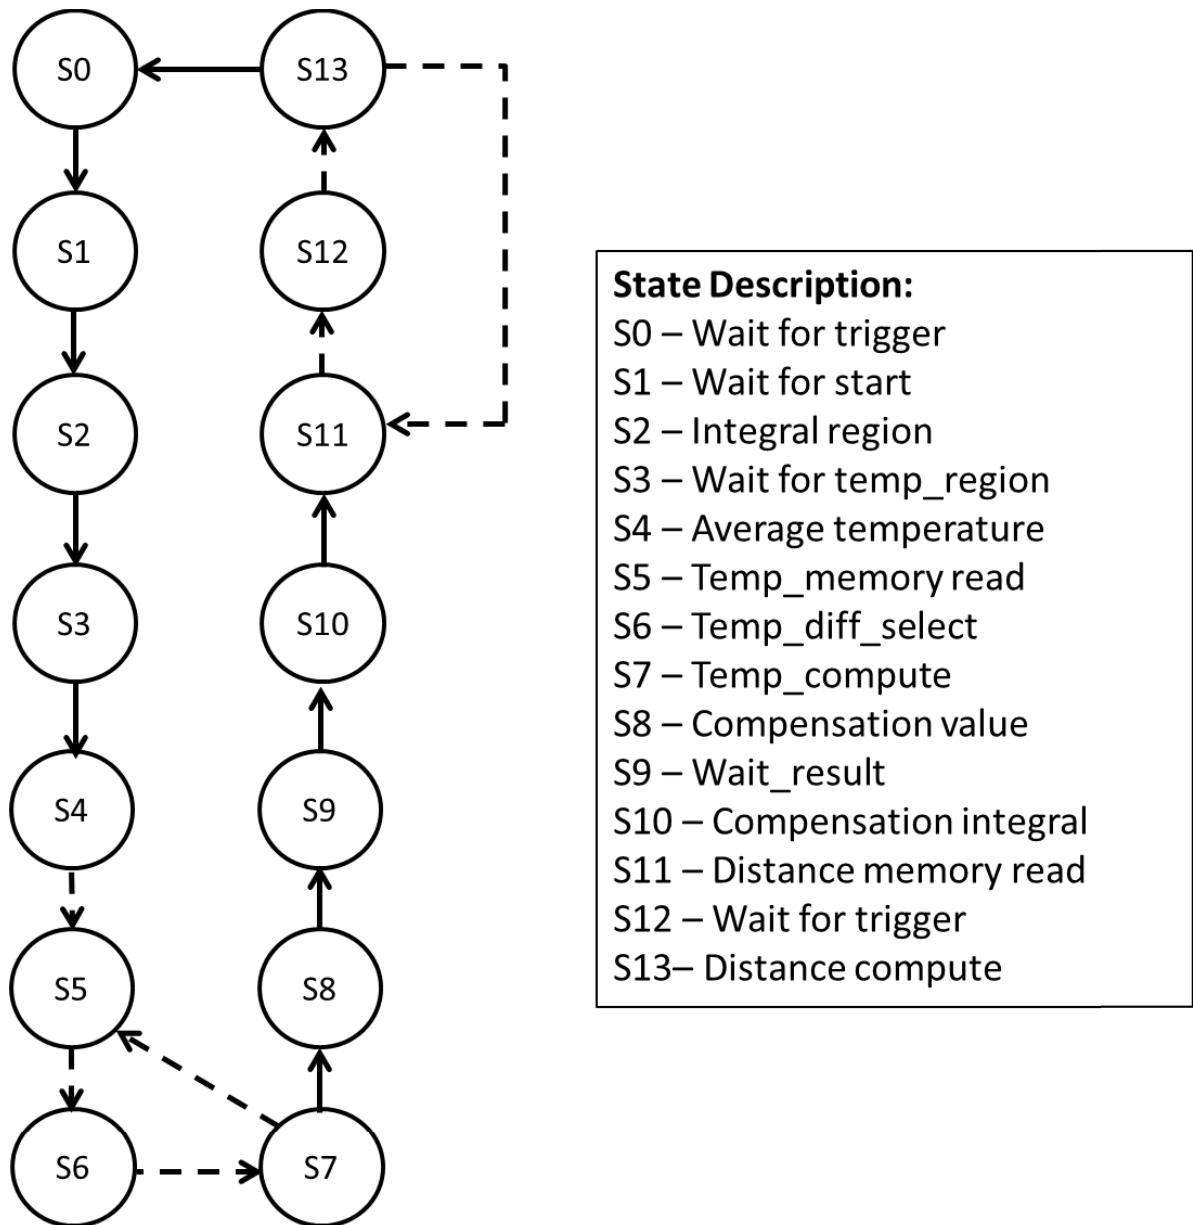 S0
S13
S1
S12
S2
S11
S3
S10
S4
S9
S5
S8
S6
S7
State Description:
S0 – Wait for trigger
S1 – Wait for start
S2 – Integral region
S3 – Wait for temp_region
S4 – Average temperature
S5 – Temp_memory read
S6 – Temp_diff_select
S7 – Temp_compute
S8 – Compensation value
S9 – Wait_result
S10 – Compensation integral
S11 – Distance memory read
S12 – Wait for trigger
S13– Distance compute